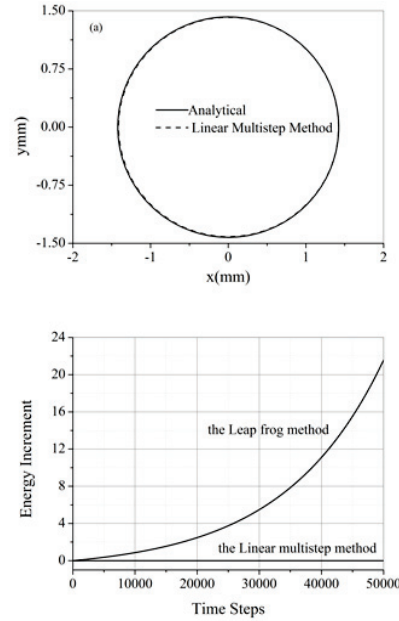 1.50
(a)
0.75
Analytical
0.00
Linear Multistep Method
y(mm)
-0.75
-1.50
-2 -1 0 1 2
x(mm)
24
20
16
the Leap frog method
12
Energy Increment
8
4
the Linear multistep method
0
0 10000 20000 30000 40000 50000
Time Steps